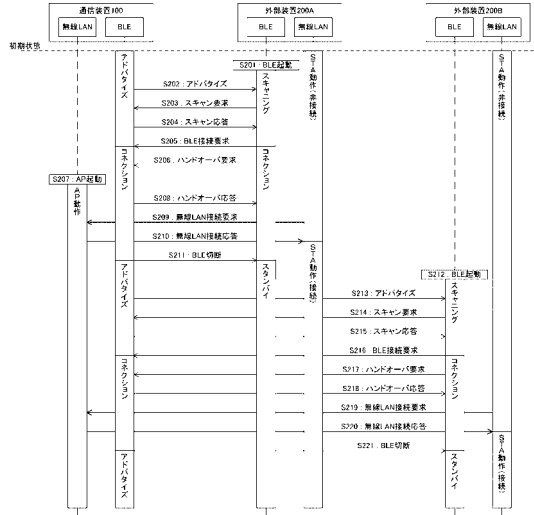 通信装置100
外部装置200A
外部装置200B
無線LAN
BLE
BLE
無線LAN
BLE
無線LAN
初期状態
アドバタイズ
STA動作(非接続)
STA動作(非接続)
S201：BLE起動
スキャニング
S202：アドバタイズ
S203：スキャン要求
S204：スキャン応答
S205：BLE接続要求
コネクション
コネクション
S206：ハンドオーバ要求
S207：AP起動
AP動作
S208：ハンドオーバ応答
S209：無線LAN接続要求
S210：無線LAN接続応答
STA動作(接続)
S211：BLE切断
アドバタイズ
スタンバイ
S212：BLE起動
スキャニング
S213：アドバタイズ
S214：スキャン要求
S215：スキャン応答
S216：BLE接続要求
コネクション
コネクション
S217：ハンドオーバ要求
S218：ハンドオーバ応答
S219：無線LAN接続要求
S220：無線LAN接続応答
STA動作(接続)
S221：BLE切断
アドバタイズ
スタンバイ